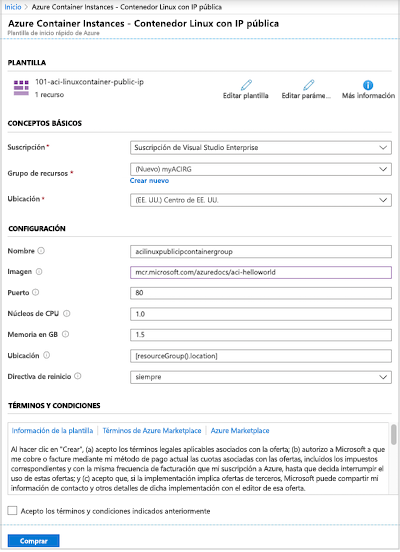 Inicio > Azure Container Instances - Contenedor Linux con IP pública
Azure Container Instances - Contenedor Linux con IP pública
Plantilla de inicio rápido de Azure
PLANTILLA
101-aci-linuxcontainer-public-ip
1 recurso
Editar plantilla
Editar paráme...
Más información
CONCEPTOS BÁSICOS
Suscripción *
Suscripción de Visual Studio Enterprise
Grupo de recursos *
(Nuevo) myACIRG
Crear nuevo
Ubicación *
(EE. UU.) Centro de EE. UU.
CONFIGURACIÓN
Nombre
acilinuxpublicipcontainergroup
Imagen
mcr.microsoft.com/azuredocs/aci-helloworld
Puerto
80
Núcleos de CPU
1.0
Memoria en GB
1.5
Ubicación
[resourceGroup().location]
Directiva de reinicio
siempre
TÉRMINOS Y CONDICIONES
Información de la plantilla | Términos de Azure Marketplace | Azure Marketplace
Al hacer clic en "Crear", (a) acepto los términos legales aplicables asociados con la oferta; (b) autorizo a Microsoft a que
me cobre o facture mediante mi método de pago actual las cuotas asociadas con las ofertas, incluidos los impuestos
correspondientes y con la misma frecuencia de facturación que mi suscripción a Azure, hasta que decida interrumpir el
uso de estas ofertas; y (c) acepto que, si la implementación implica ofertas de terceros, Microsoft puede compartir mi
información de contacto y otros detalles de dicha implementación con el editor de esa oferta.
Acepto los términos y condiciones indicados anteriormente
Comprar